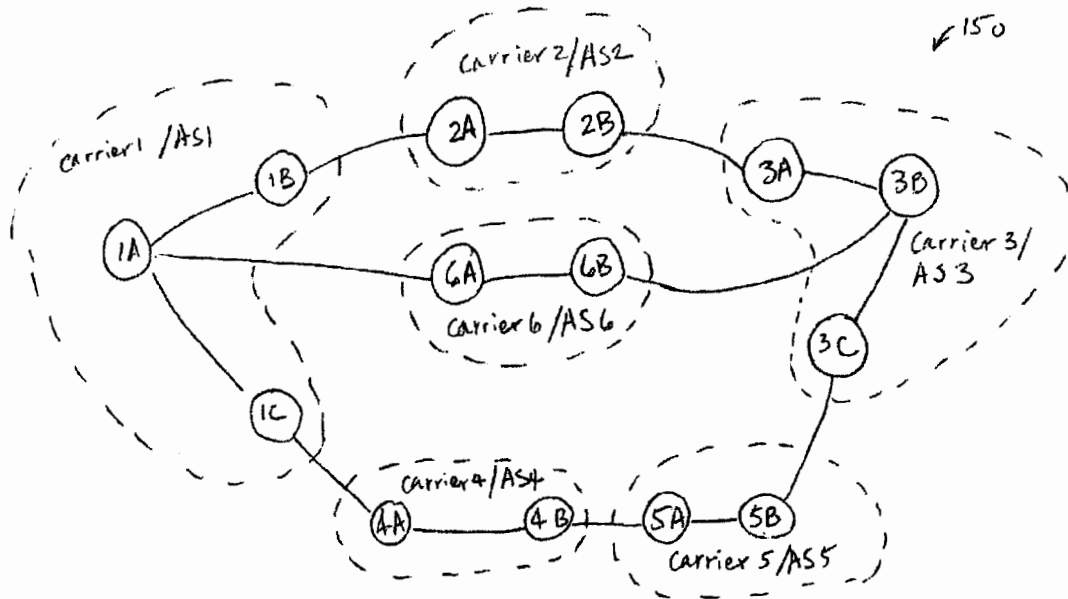 150
carrier 2/AS2
2A
2B
carrier 1/AS1
1B
3A
3B
1A
carrier 3/
AS3
6A
6B
carrier 6/AS6
3C
1C
carrier 4/AS4
4A
4B
5A
5B
carrier 5/AS5